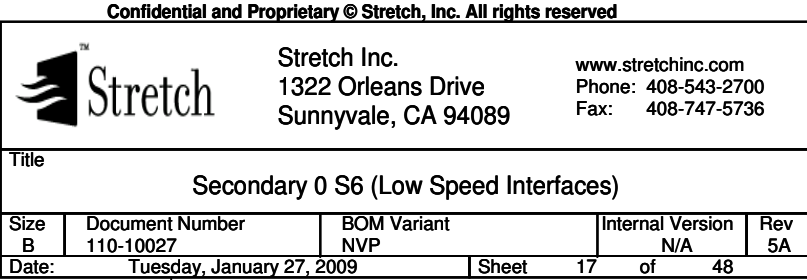 Confidential and Proprietary © Stretch, Inc. All rights reserved
™
Stretch
Stretch Inc.
1322 Orleans Drive
Sunnyvale, CA 94089
www.stretchinc.com
Phone: 408-543-2700
Fax: 408-747-5736
Title
Secondary 0 S6 (Low Speed Interfaces)
Size Document Number BOM Variant Internal Version Rev
B 110-10027 NVP N/A 5A
Date: Tuesday, January 27, 2009 Sheet 17 of 48